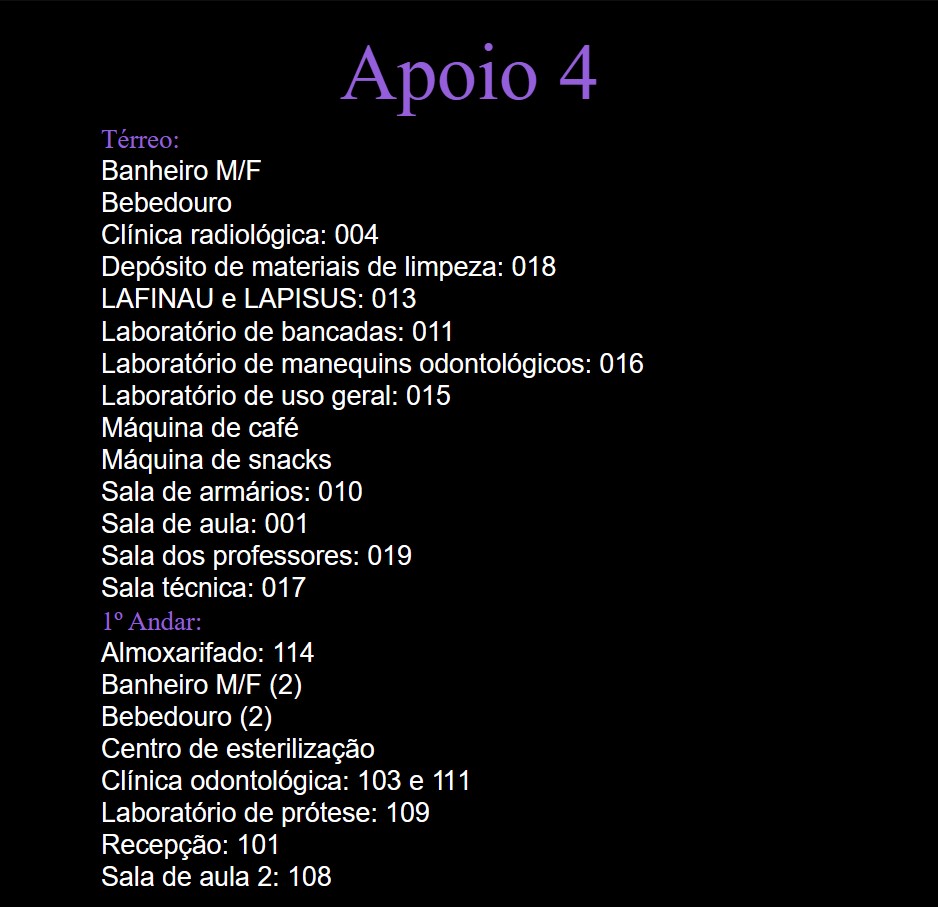 Apoio 4
Térreo:
Banheiro M/F
Bebedouro
Clínica radiológica: 004
Depósito de materiais de limpeza: 018
LAFINAU e LAPISUS: 013
Laboratório de bancadas: 011
Laboratório de manequins odontológicos: 016
Laboratório de uso geral: 015
Máquina de café
Máquina de snacks
Sala de armários: 010
Sala de aula: 001
Sala dos professores: 019
Sala técnica: 017
1º Andar:
Almoxarifado: 114
Banheiro M/F (2)
Bebedouro (2)
Centro de esterilização
Clínica odontológica: 103 e 111
Laboratório de prótese: 109
Recepção: 101
Sala de aula 2: 108